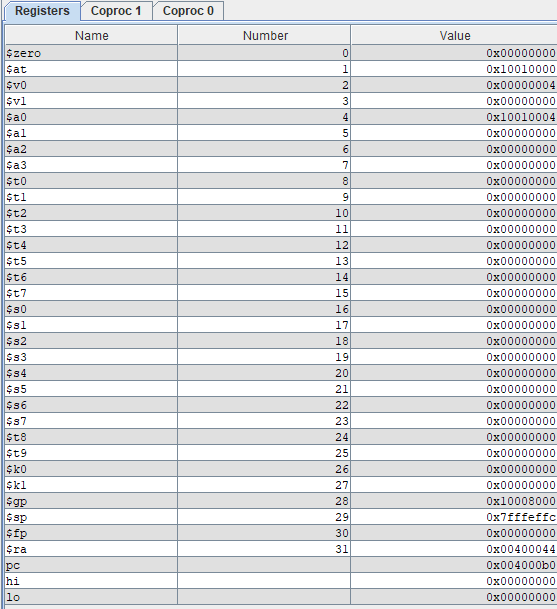 Registers Coproc 1 Coproc 0
Name Number Value
$zero 0 0x00000000
$at 1 0x10010000
$v0 2 0x00000004
$v1 3 0x00000000
$a0 4 0x10010004
$a1 5 0x00000000
$a2 6 0x00000000
$a3 7 0x00000000
$t0 8 0x00000000
$t1 9 0x00000000
$t2 10 0x00000000
$t3 11 0x00000000
$t4 12 0x00000000
$t5 13 0x00000000
$t6 14 0x00000000
$t7 15 0x00000000
$s0 16 0x00000000
$s1 17 0x00000000
$s2 18 0x00000000
$s3 19 0x00000000
$s4 20 0x00000000
$s5 21 0x00000000
$s6 22 0x00000000
$s7 23 0x00000000
$t8 24 0x00000000
$t9 25 0x00000000
$k0 26 0x00000000
$k1 27 0x00000000
$gp 28 0x10008000
$sp 29 0x7fffeffc
$fp 30 0x00000000
$ra 31 0x00400044
pc 0x004000b0
hi 0x00000000
lo 0x00000000